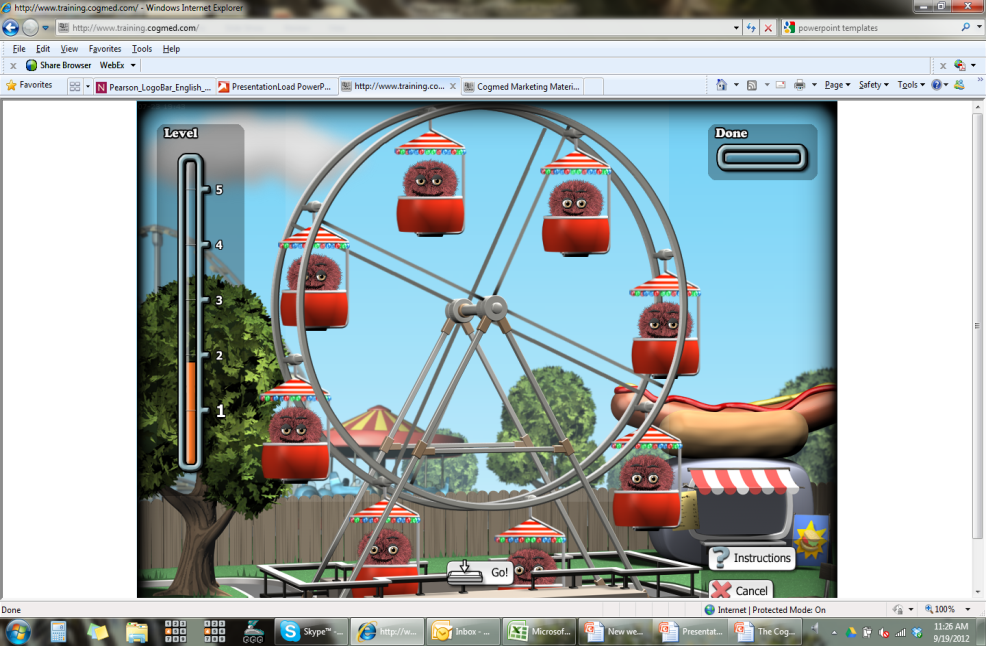 http://www.training.cogmed.com/ - Windows Internet Explorer
http://www.training.cogmed.com/
powerpoint templates
File Edit View Favorites Tools Help
x Share Browser WebEx
x
Favorites
N Pearson_LogoBar_English_...
PresentationLoad PowerP...
http://www.training.co... x
Cogmed Marketing Materi...
Page Safety Tools
Level
5
4
3
2
1
Done
Go!
Instructions
Cancel
Done
Internet | Protected Mode: On
100%
Skype™ -...
http://w...
Inbox - ...
Microsof...
New we...
Presentat...
The Cog...
11:26 AM
9/19/2012